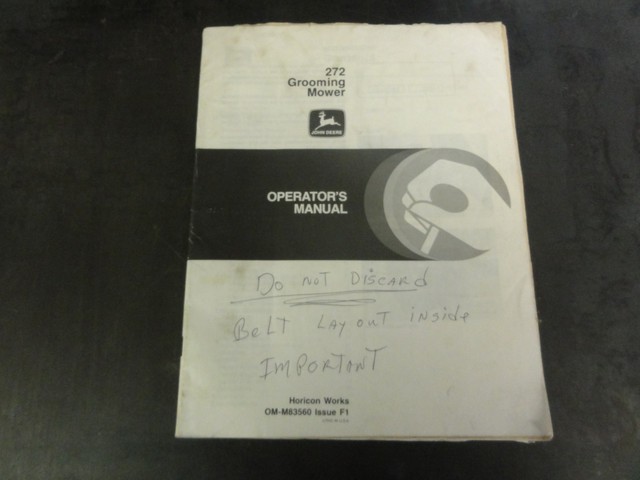 272
Grooming
Mower
JOHN DEERE
OPERATOR'S
MANUAL
Do NOT DISCARD
BeLT LAY out inside
IMPORTANT
Horicon Works
OM-M83560 Issue F1